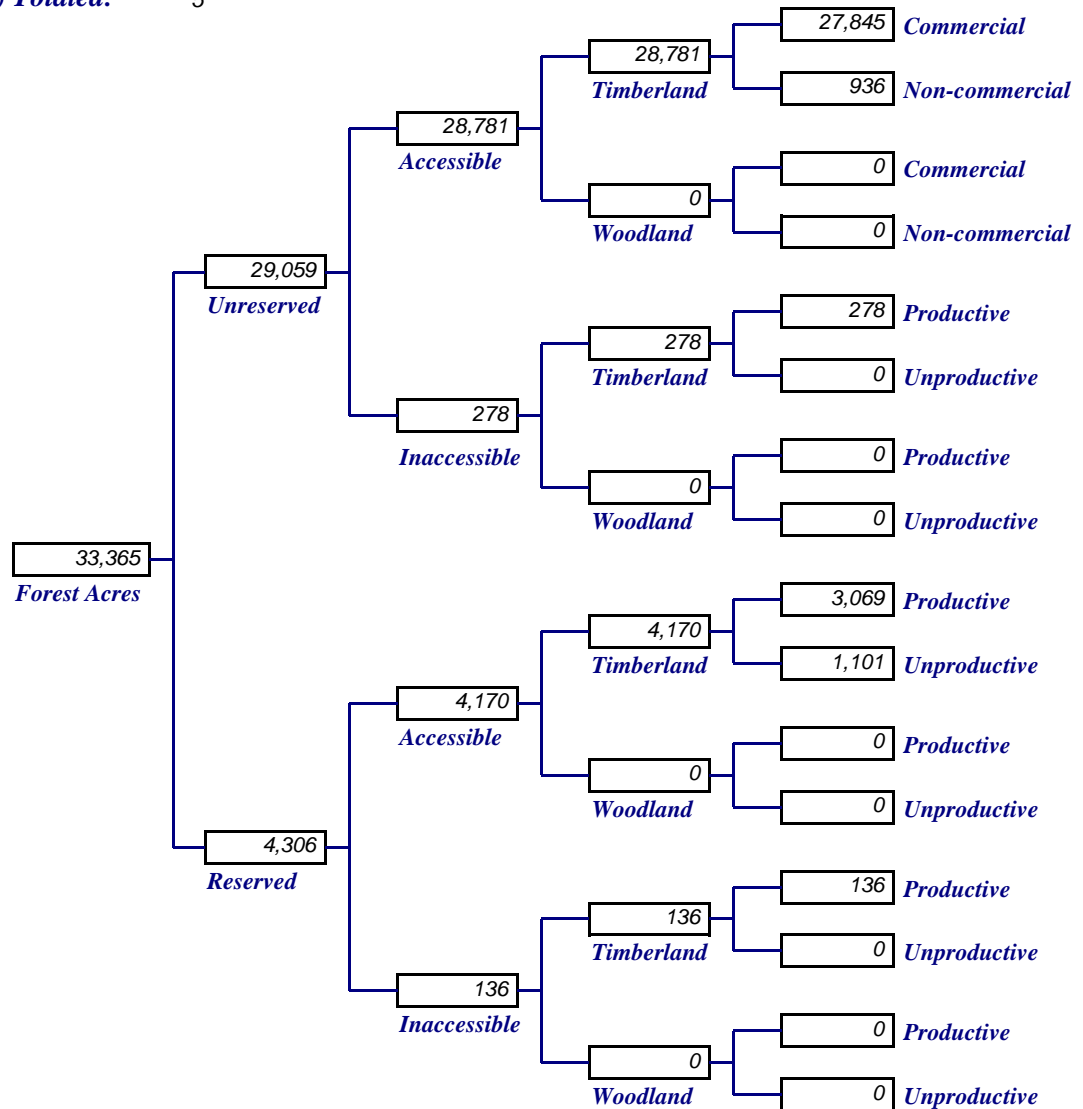 Totaled: 5
27,845 Commercial
28,781
Timberland
936 Non-commercial
28,781
Accessible
0 Commercial
0
Woodland
0 Non-commercial
29,059
Unreserved
278 Productive
278
Timberland
0 Unproductive
278
Inaccessible
0 Productive
0
Woodland
0 Unproductive
33,365
Forest Acres
3,069 Productive
4,170
Timberland
1,101 Unproductive
4,170
Accessible
0 Productive
0
Woodland
0 Unproductive
4,306
Reserved
136 Productive
136
Timberland
0 Unproductive
136
Inaccessible
0 Productive
0
Woodland
0 Unproductive